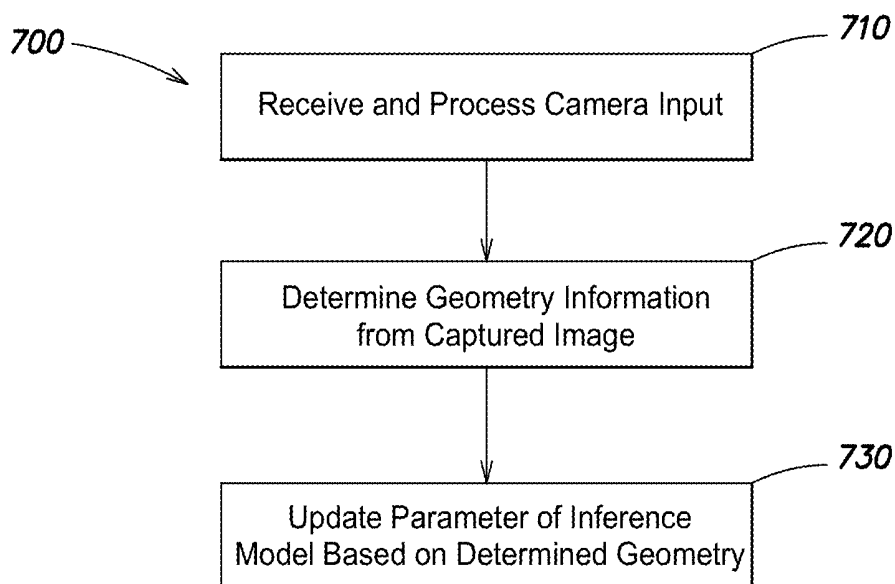 700
710
Receive and Process Camera Input
720
Determine Geometry Information
from Captured Image
730
Update Parameter of Inference
Model Based on Determined Geometry